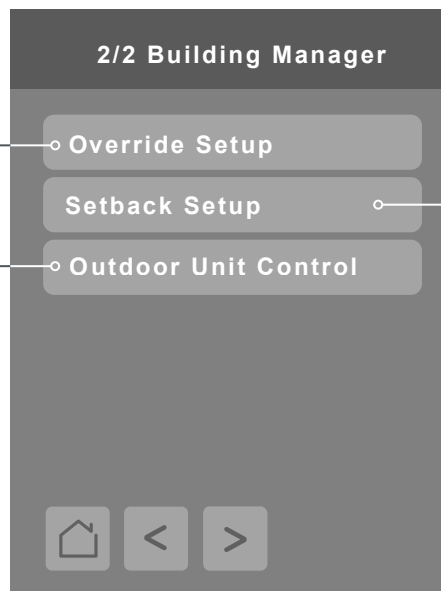 2/2 Building Manager
Override Setup
Setback Setup
Outdoor Unit Control
< >